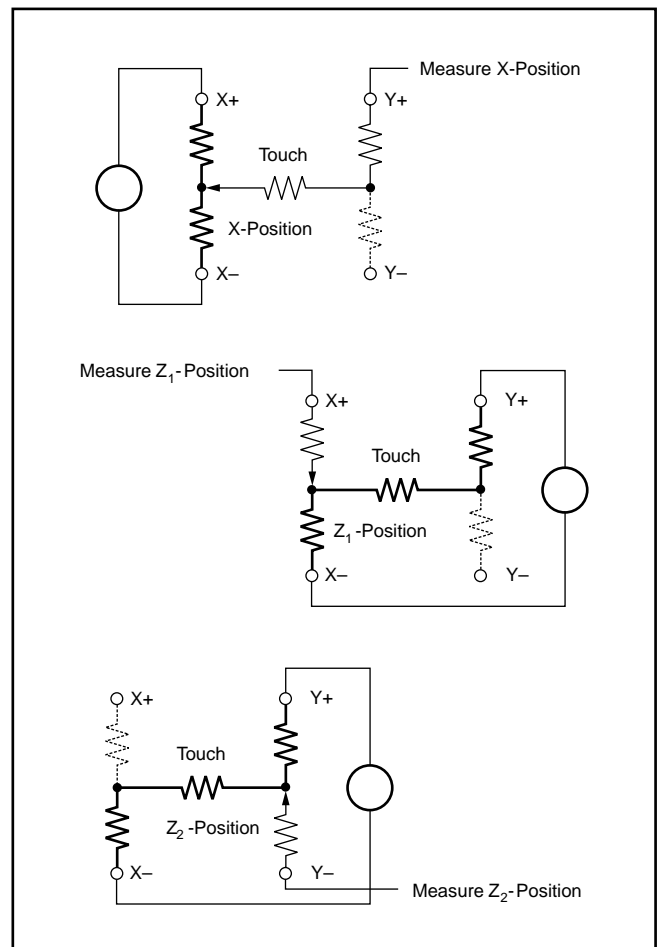 Measure X-Position
X+
Y+
Touch
X-Position
X–
Y–
Measure Z₁-Position
X+
Y+
Touch
Z₁-Position
X–
Y–
X+
Y+
Touch
Z₂-Position
X–
Y–
Measure Z₂-Position